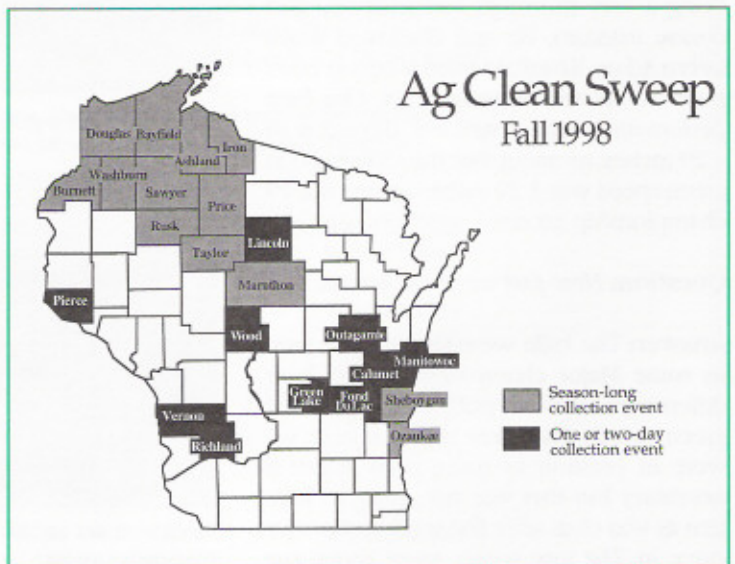 Ag Clean Sweep
Fall 1998
Douglas
Bayfield
Iron
Ashland
Washburn
Burnett
Sawyer
Price
Rusk
Lincoln
Taylor
Marathon
Pierce
Wood
Outagamie
Manitowoc
Calumet
Green
Lake
Fond
Du Lac
Sheboygan
Ozaukee
Vernon
Richland
Season-long
collection event
One or two-day
collection event